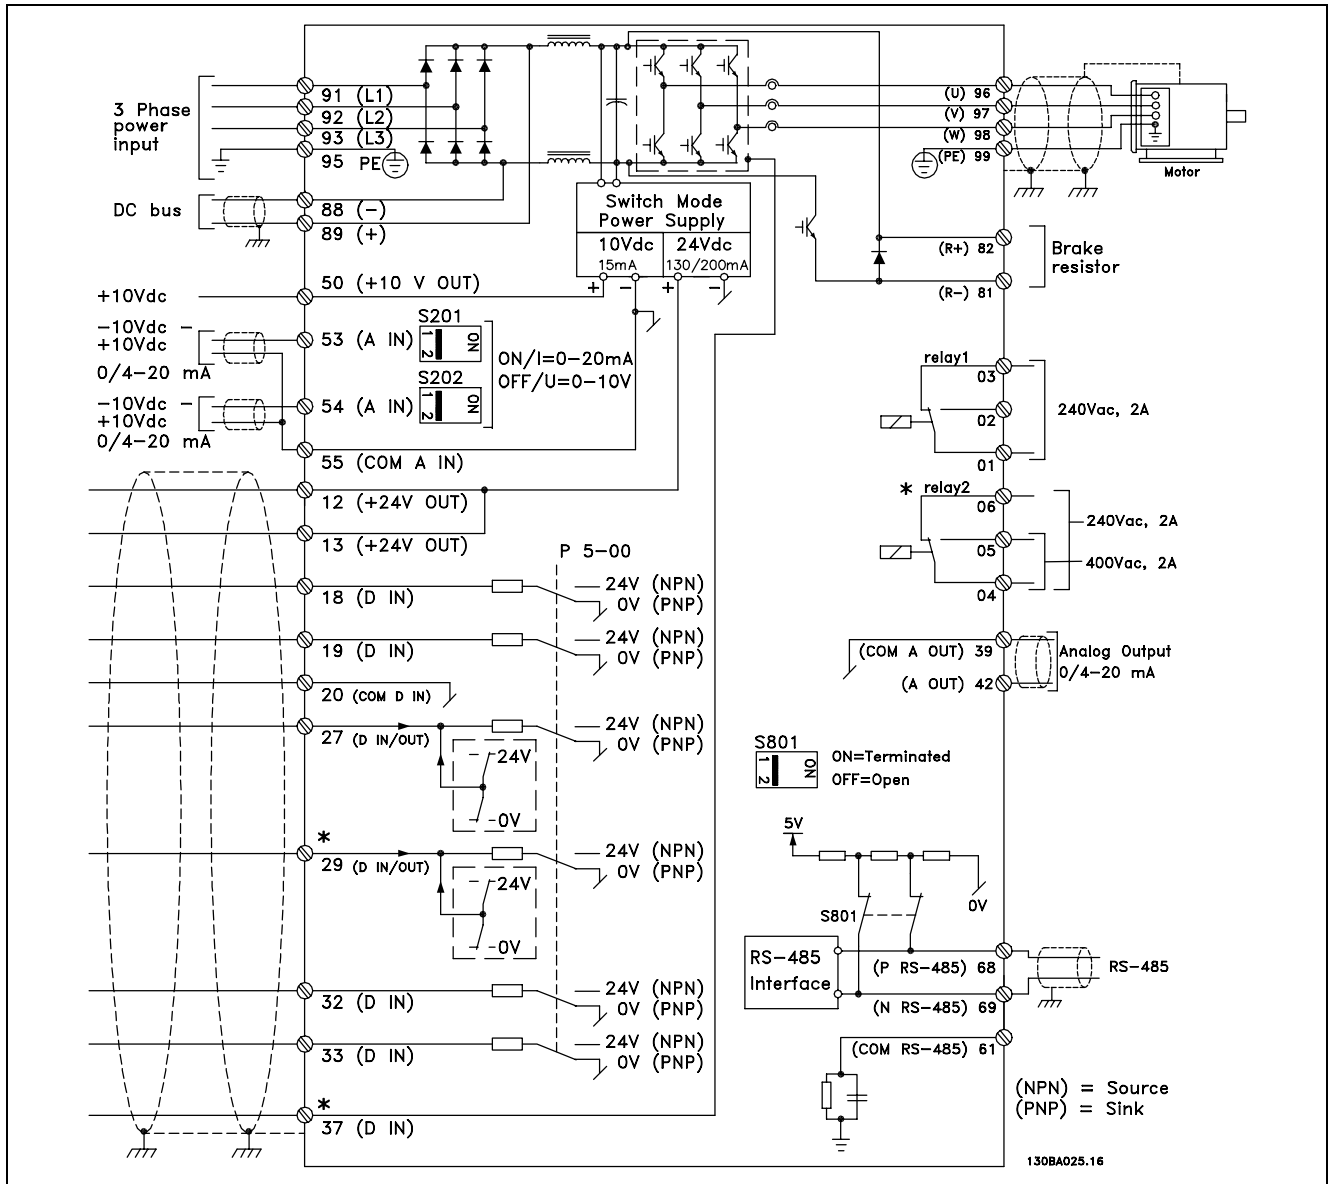 3 Phase
power
input
91 (L1)
92 (L2)
93 (L3)
95 PE
DC bus
88 (-)
89 (+)
Switch Mode
Power Supply
10Vdc
15mA
24Vdc
130/200mA
+ - + -
(U) 96
(V) 97
(W) 98
(PE) 99
Motor
(R+) 82
(R-) 81
Brake
resistor
+10Vdc
50 (+10 V OUT)
-10Vdc -
+10Vdc
0/4-20 mA
53 (A IN)
S201
1
2
ON
-10Vdc -
+10Vdc
0/4-20 mA
54 (A IN)
S202
1
2
ON
ON/I=0-20mA
OFF/U=0-10V
55 (COM A IN)
12 (+24V OUT)
13 (+24V OUT)
P 5-00
18 (D IN)
24V (NPN)
0V (PNP)
19 (D IN)
24V (NPN)
0V (PNP)
20 (COM D IN)
27 (D IN/OUT)
24V (NPN)
0V (PNP)
24V
0V
*
29 (D IN/OUT)
24V (NPN)
0V (PNP)
24V
0V
32 (D IN)
24V (NPN)
0V (PNP)
33 (D IN)
24V (NPN)
0V (PNP)
*
37 (D IN)
relay1
03
02
01
240Vac, 2A
* relay2
06
05
04
240Vac, 2A
400Vac, 2A
(COM A OUT) 39
(A OUT) 42
Analog Output
0/4-20 mA
S801
1
2
ON
ON=Terminated
OFF=Open
5V
S801
0V
RS-485
Interface
(P RS-485) 68
(N RS-485) 69
RS-485
(COM RS-485) 61
(NPN) = Source
(PNP) = Sink
130BA025.16